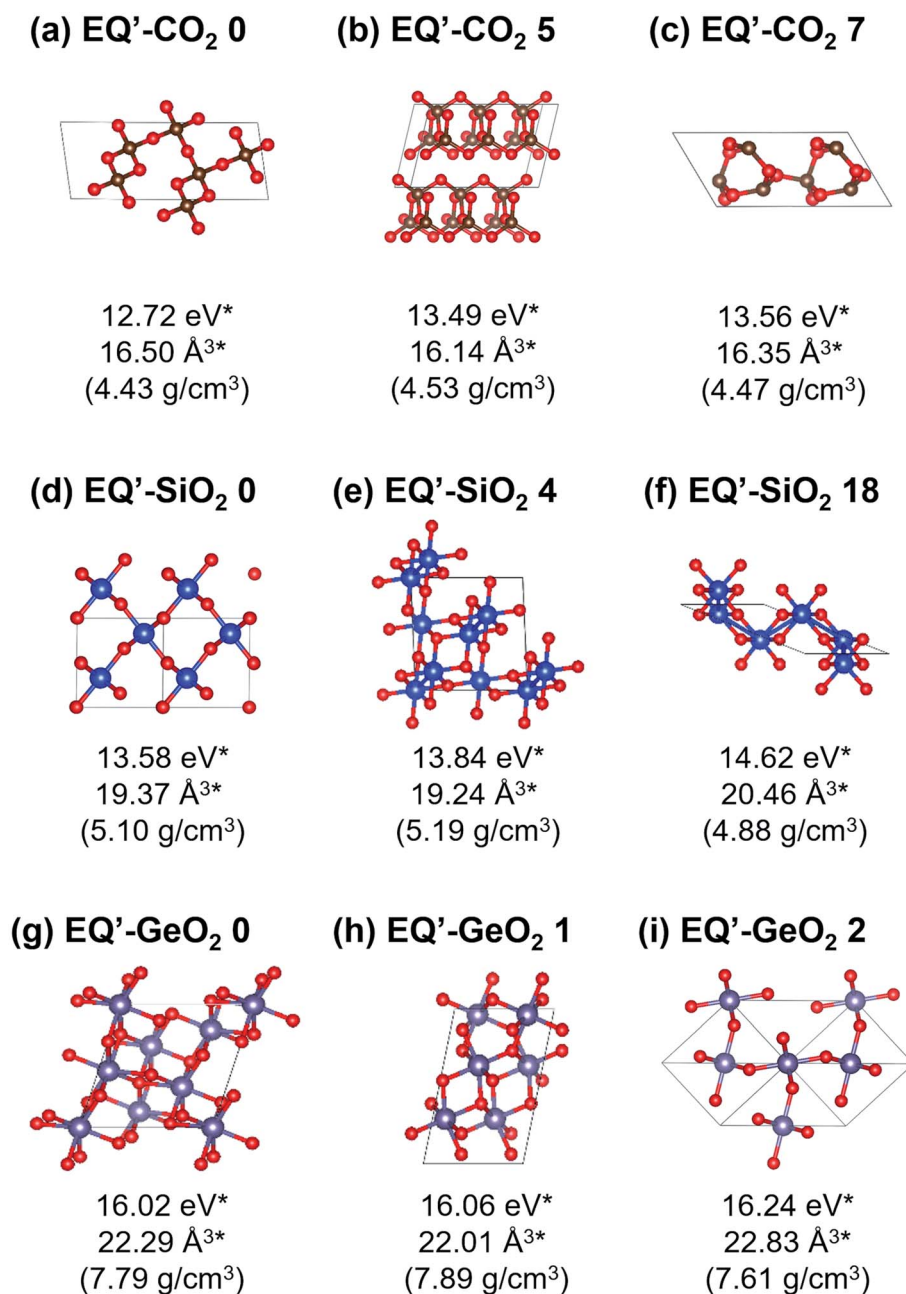 (a) EQ’-CO₂ 0
(b) EQ’-CO₂ 5
(c) EQ’-CO₂ 7
12.72 eV*
16.50 Å³*
(4.43 g/cm³)
13.49 eV*
16.14 Å³*
(4.53 g/cm³)
13.56 eV*
16.35 Å³*
(4.47 g/cm³)
(d) EQ’-SiO₂ 0
(e) EQ’-SiO₂ 4
(f) EQ’-SiO₂ 18
13.58 eV*
19.37 Å³*
(5.10 g/cm³)
13.84 eV*
19.24 Å³*
(5.19 g/cm³)
14.62 eV*
20.46 Å³*
(4.88 g/cm³)
(g) EQ’-GeO₂ 0
(h) EQ’-GeO₂ 1
(i) EQ’-GeO₂ 2
16.02 eV*
22.29 Å³*
(7.79 g/cm³)
16.06 eV*
22.01 Å³*
(7.89 g/cm³)
16.24 eV*
22.83 Å³*
(7.61 g/cm³)